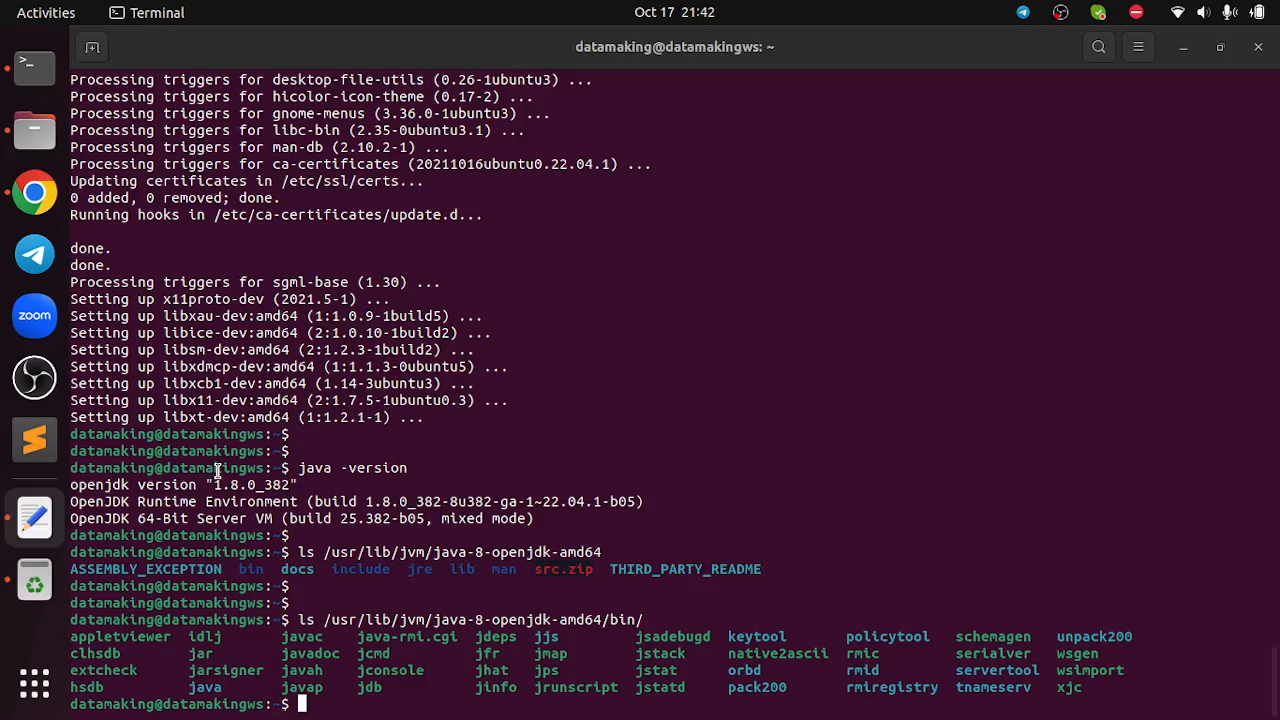 Activities Terminal Oct 17 21:42
datamaking@datamakingws: ~
Processing triggers for desktop-file-utils (0.26-1ubuntu3) ...
Processing triggers for hicolor-icon-theme (0.17-2) ...
Processing triggers for gnome-menus (3.36.0-1ubuntu3) ...
Processing triggers for libc-bin (2.35-0ubuntu3.1) ...
Processing triggers for man-db (2.10.2-1) ...
Processing triggers for ca-certificates (20211016ubuntu0.22.04.1) ...
Updating certificates in /etc/ssl/certs...
0 added, 0 removed; done.
Running hooks in /etc/ca-certificates/update.d...
done.
done.
Processing triggers for sgml-base (1.30) ...
Setting up x11proto-dev (2021.5-1) ...
Setting up libxau-dev:amd64 (1:1.0.9-1build5) ...
Setting up libice-dev:amd64 (2:1.0.10-1build2) ...
Setting up libsm-dev:amd64 (2:1.2.3-1build2) ...
Setting up libxdmcp-dev:amd64 (1:1.1.3-0ubuntu5) ...
Setting up libxcb1-dev:amd64 (1.14-3ubuntu3) ...
Setting up libx11-dev:amd64 (2:1.7.5-1ubuntu0.3) ...
Setting up libxt-dev:amd64 (1:1.2.1-1) ...
datamaking@datamakingws:~$
datamaking@datamakingws:~$
datamaking@datamakingws:~$ java -version
openjdk version "1.8.0_382"
OpenJDK Runtime Environment (build 1.8.0_382-8u382-ga-1~22.04.1-b05)
OpenJDK 64-Bit Server VM (build 25.382-b05, mixed mode)
datamaking@datamakingws:~$
datamaking@datamakingws:~$ ls /usr/lib/jvm/java-8-openjdk-amd64
ASSEMBLY_EXCEPTION bin docs include jre lib man src.zip THIRD_PARTY_README
datamaking@datamakingws:~$
datamaking@datamakingws:~$
datamaking@datamakingws:~$ ls /usr/lib/jvm/java-8-openjdk-amd64/bin/
appletviewer idlj javac java-rmi.cgi jdeps jjs jsadebugd keytool policytool schemagen unpack200
clhsdb jar javadoc jcmd jfr jmap jstack native2ascii rmic serialver wsgen
extcheck jarsigner javah jconsole jhat jps jstat orbd rmid servertool wsimport
hsdb java javap jdb jinfo jrunscript jstatd pack200 rmiregistry tnameserv xjc
datamaking@datamakingws:~$
zoom